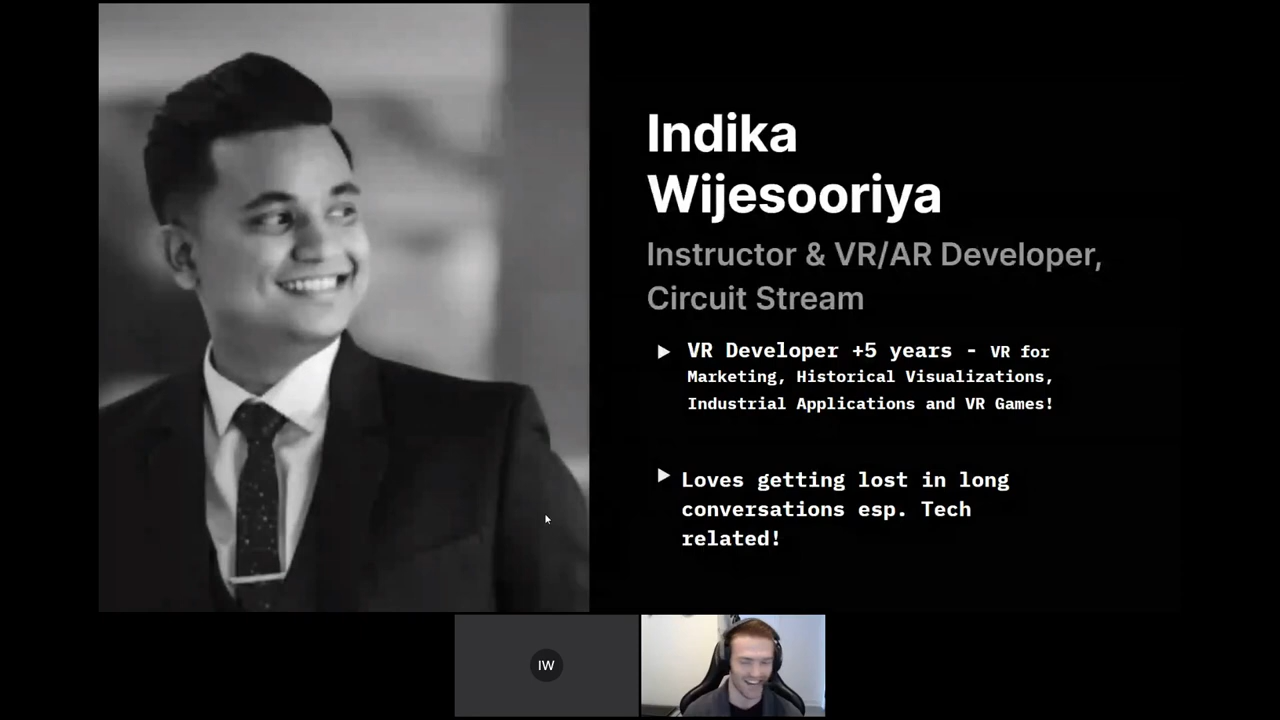 Indika
Wijesooriya
Instructor & VR/AR Developer,
Circuit Stream
VR Developer +5 years - VR for
Marketing, Historical Visualizations,
Industrial Applications and VR Games!
Loves getting lost in long
conversations esp. Tech
related!
IW